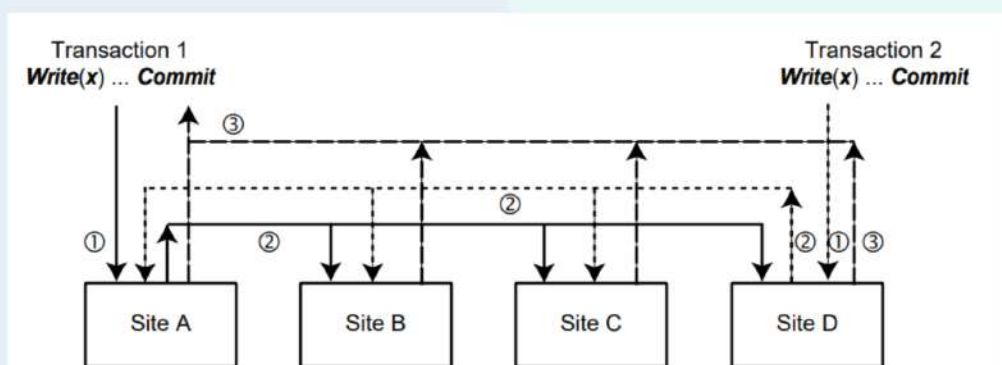 Transaction 1
Write(x) ... Commit
Transaction 2
Write(x) ... Commit
③
②
① ② ② ① ③
Site A
Site B
Site C
Site D